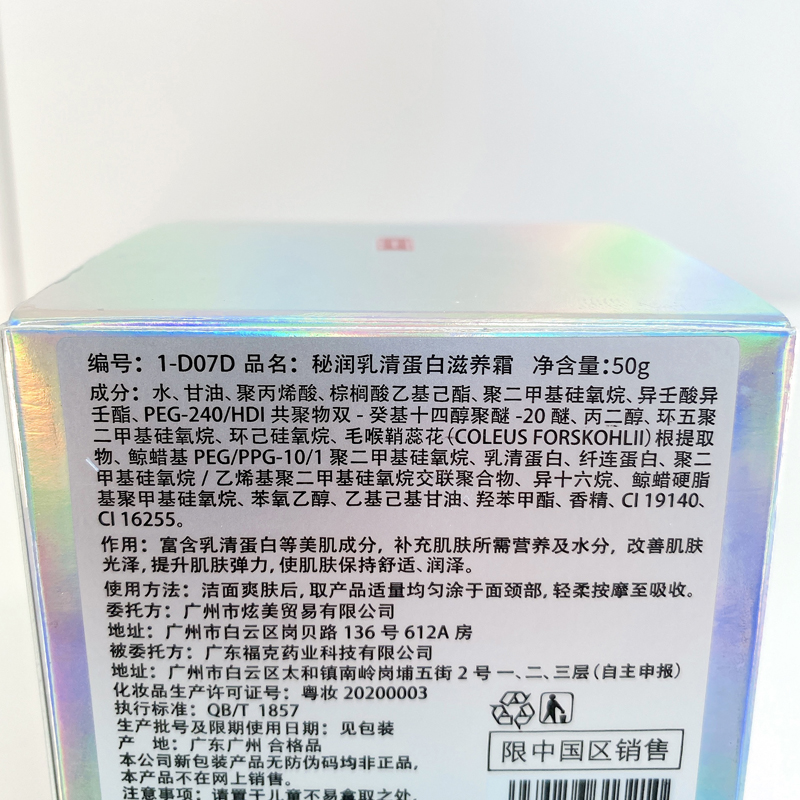 编号：1-D07D 品名：秘润乳清蛋白滋养霜 净含量:50g
成分：水、甘油、聚丙烯酸、棕榈酸乙基己酯、聚二甲基硅氧烷、异壬酸异
壬酯、PEG-240/HDI 共聚物双 - 癸基十四醇聚醚 -20 醚、丙二醇、环五聚
二甲基硅氧烷、环己硅氧烷、毛喉鞘蕊花（COLEUS FORSKOHLII）根提取
物、鲸蜡基 PEG/PPG-10/1 聚二甲基硅氧烷、乳清蛋白、纤连蛋白、聚二
甲基硅氧烷 / 乙烯基聚二甲基硅氧烷交联聚合物、异十六烷、鲸蜡硬脂
基聚甲基硅氧烷、苯氧乙醇、乙基己基甘油、羟苯甲酯、香精、CI 19140、
CI 16255。
作用：富含乳清蛋白等美肌成分，补充肌肤所需营养及水分，改善肌肤
光泽，提升肌肤弹力，使肌肤保持舒适、润泽。
使用方法：洁面爽肤后，取产品适量均匀涂于面颈部，轻柔按摩至吸收。
委托方：广州市炫美贸易有限公司
地址：广州市白云区岗贝路 136 号 612A 房
被委托方：广东福克药业科技有限公司
地址：广州市白云区太和镇南岭岗埔五街 2 号一、二、三层（自主申报）
化妆品生产许可证号：粤妆 20200003
执行标准：QB/T 1857
生产批号及限期使用日期：见包装
产 地：广东广州 合格品
本公司新包装产品无防伪码均非正品，
本产品不在网上销售。
限中国区销售
注意事项：请置于儿童不易拿取之处，